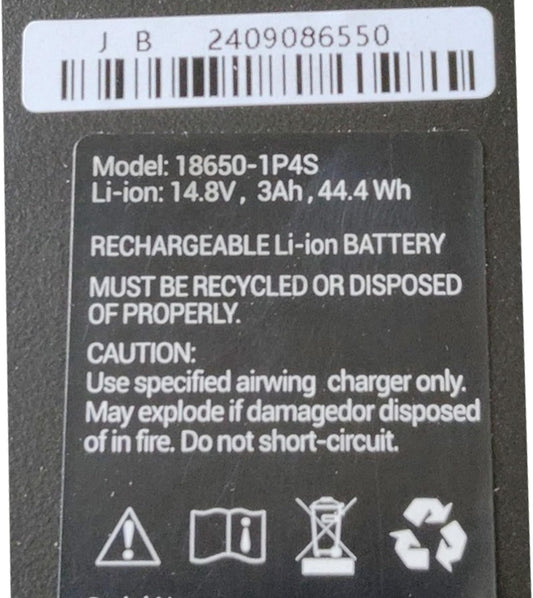 J B 2409086550
Model: 18650-1P4S
Li-ion: 14.8V , 3Ah , 44.4 Wh
RECHARGEABLE Li-ion BATTERY
MUST BE RECYCLED OR DISPOSED
OF PROPERLY.
CAUTION:
Use specified airwing charger only.
May explode if damagedor disposed
of in fire. Do not short-circuit.